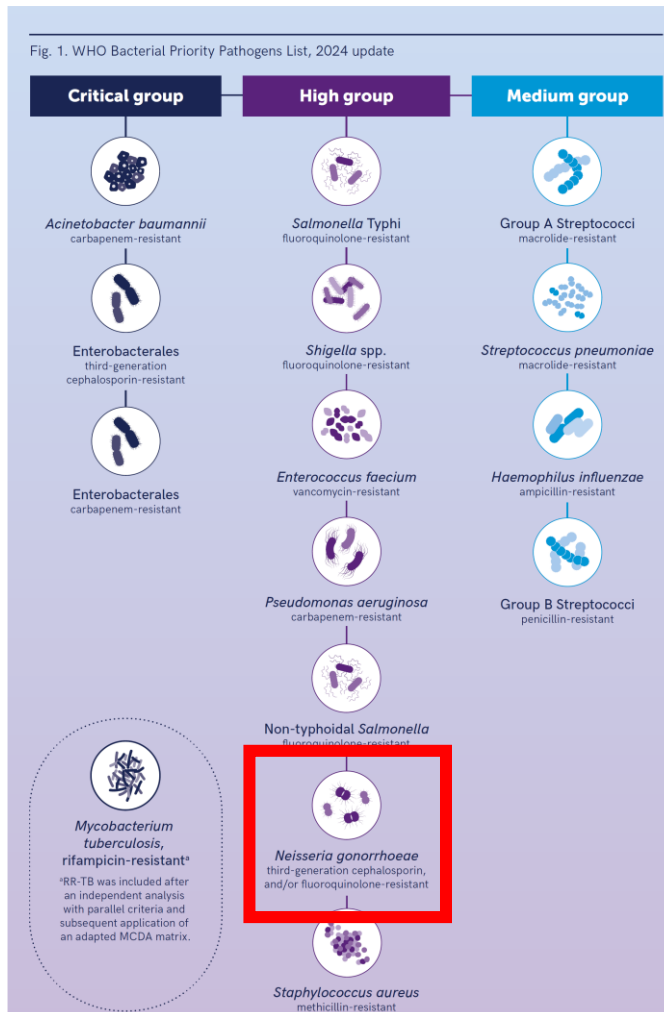 Fig. 1. WHO Bacterial Priority Pathogens List, 2024 update
Critical group
Acinetobacter baumannii
carbapenem-resistant
Enterobacterales
third-generation
cephalosporin-resistant
Enterobacterales
carbapenem-resistant
Mycobacterium
tuberculosis,
rifampicin-resistantᵃ
ᵃRR-TB was included after
an independent analysis
with parallel criteria and
subsequent application of
an adapted MCDA matrix.
High group
Salmonella Typhi
fluoroquinolone-resistant
Shigella spp.
fluoroquinolone-resistant
Enterococcus faecium
vancomycin-resistant
Pseudomonas aeruginosa
carbapenem-resistant
Non-typhoidal Salmonella
fluoroquinolone-resistant
Neisseria gonorrhoeae
third-generation cephalosporin,
and/or fluoroquinolone-resistant
Staphylococcus aureus
methicillin-resistant
Medium group
Group A Streptococci
macrolide-resistant
Streptococcus pneumoniae
macrolide-resistant
Haemophilus influenzae
ampicillin-resistant
Group B Streptococci
penicillin-resistant